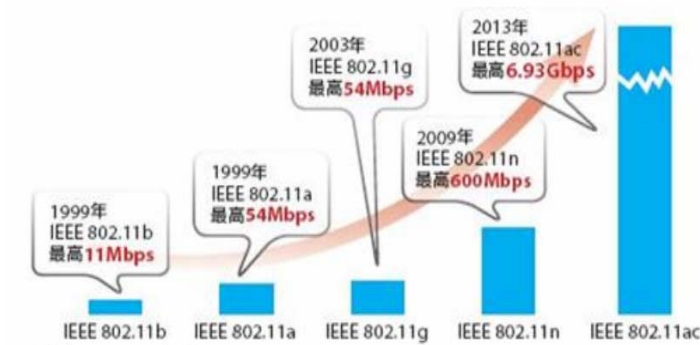 1999年
IEEE 802.11b
最高11Mbps
1999年
IEEE 802.11a
最高54Mbps
2003年
IEEE 802.11g
最高54Mbps
2009年
IEEE 802.11n
最高600Mbps
2013年
IEEE 802.11ac
最高6.93Gbps
IEEE 802.11b
IEEE 802.11a
IEEE 802.11g
IEEE 802.11n
IEEE 802.11ac